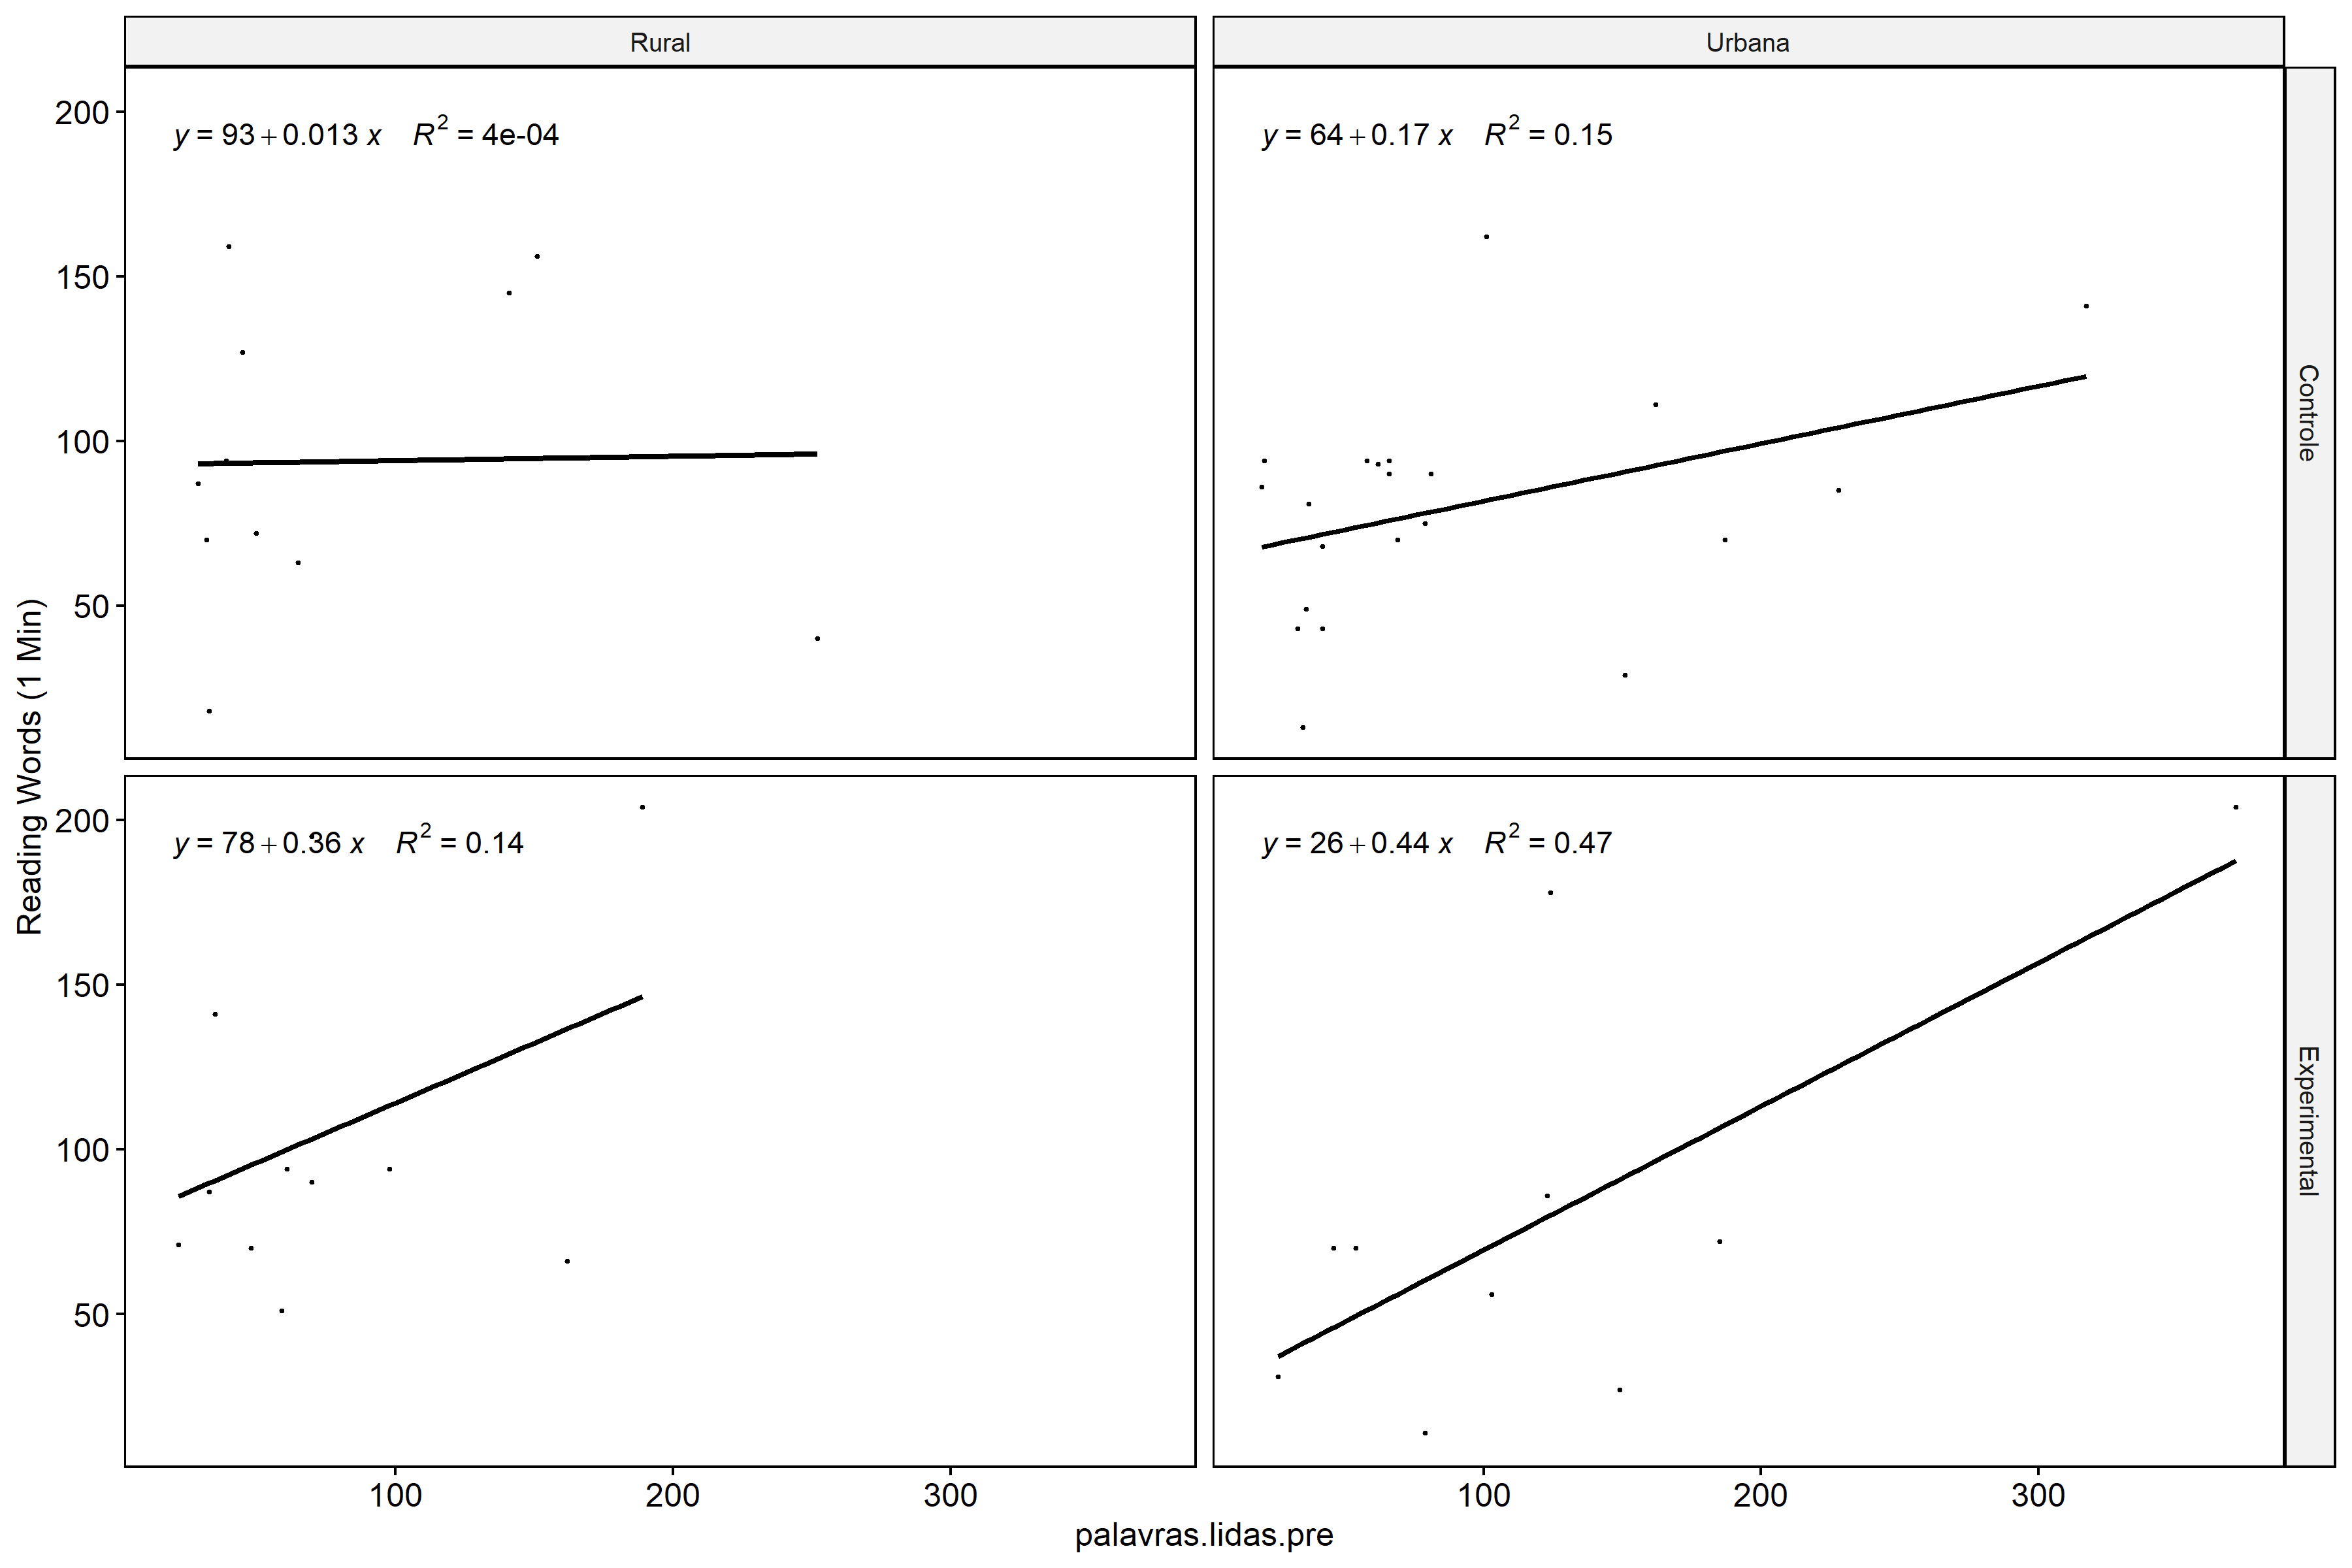 Rural
Urbana
200
150
100
50
y = 93 + 0.013 x R² = 4e-04
y = 64 + 0.17 x R² = 0.15
Controle
Reading Words (1 Min)
200
150
100
50
y = 78 + 0.36 x R² = 0.14
y = 26 + 0.44 x R² = 0.47
Experimental
100 200 300
100 200 300
palavras.lidas.pre